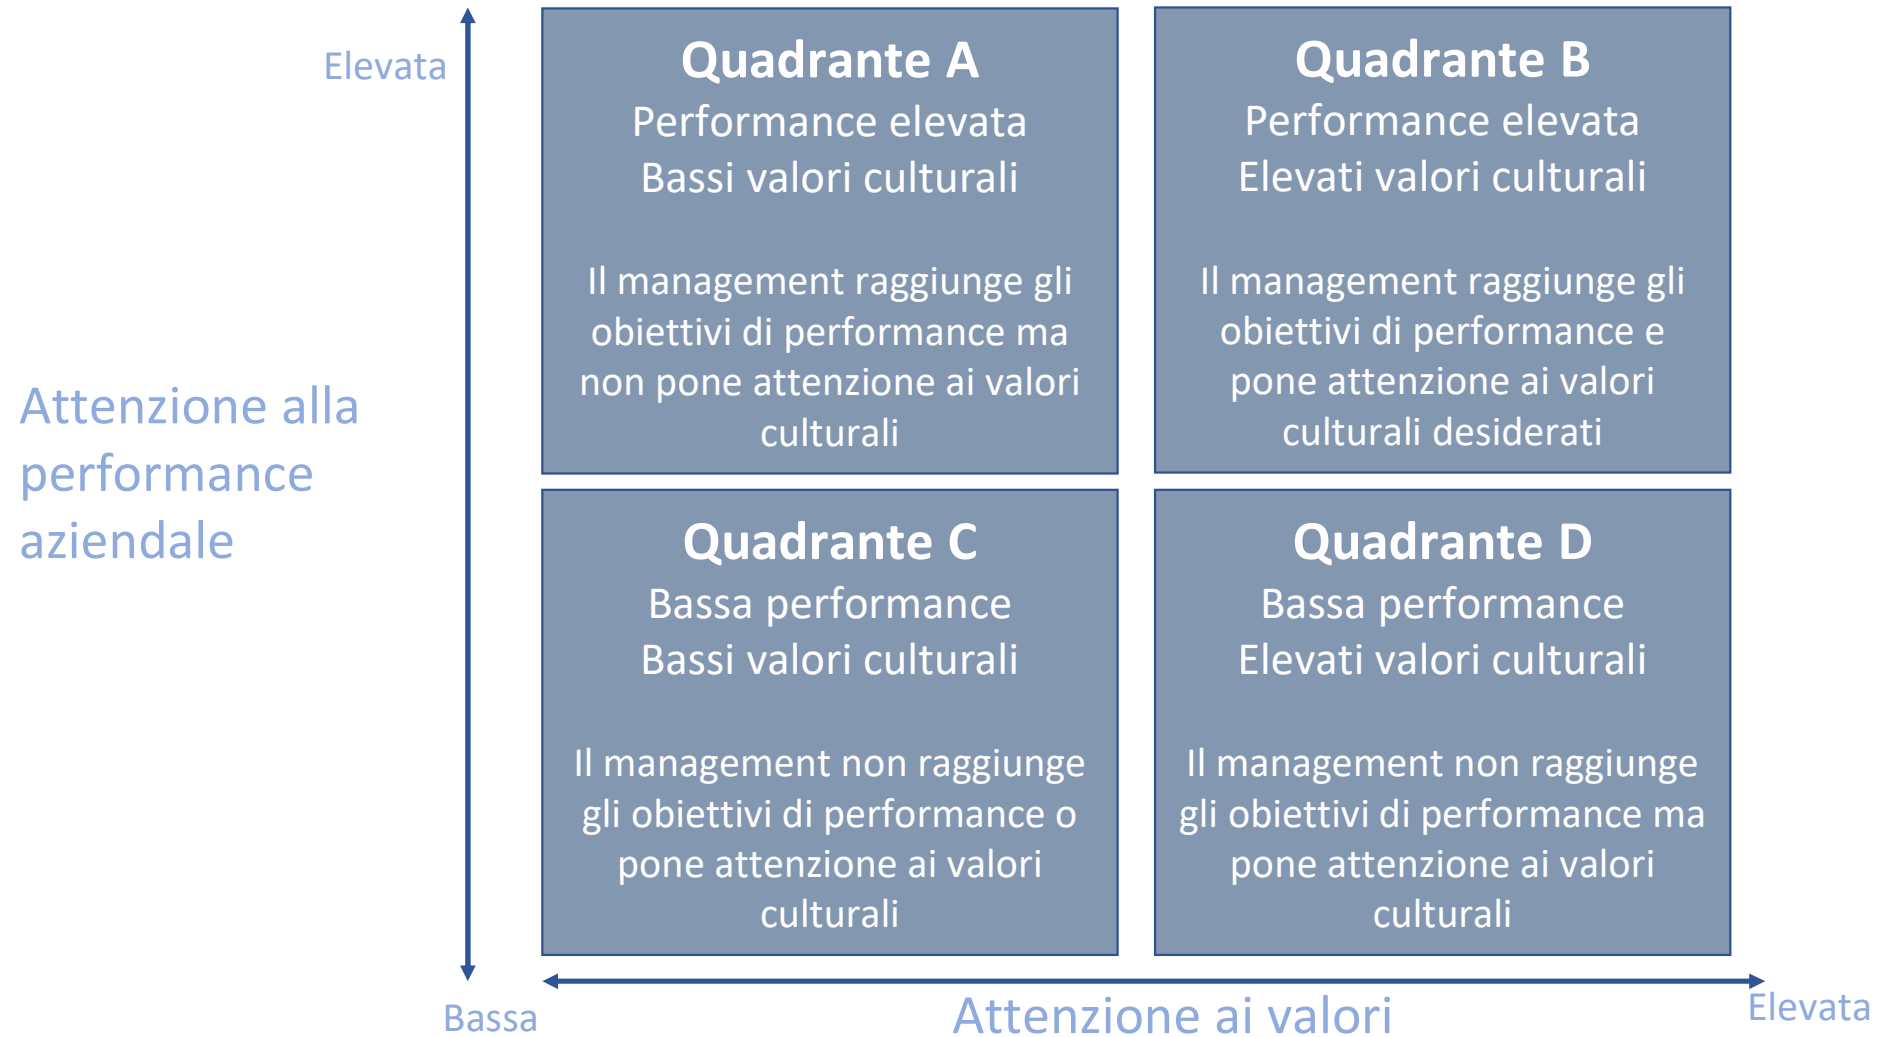 Elevata
Quadrante A
Performance elevata
Bassi valori culturali
Il management raggiunge gli
obiettivi di performance ma
non pone attenzione ai valori
culturali
Quadrante B
Performance elevata
Elevati valori culturali
Il management raggiunge gli
obiettivi di performance e
pone attenzione ai valori
culturali desiderati
Attenzione alla
performance
aziendale
Quadrante C
Bassa performance
Bassi valori culturali
Il management non raggiunge
gli obiettivi di performance o
pone attenzione ai valori
culturali
Quadrante D
Bassa performance
Elevati valori culturali
Il management non raggiunge
gli obiettivi di performance ma
pone attenzione ai valori
culturali
Bassa
Attenzione ai valori
Elevata